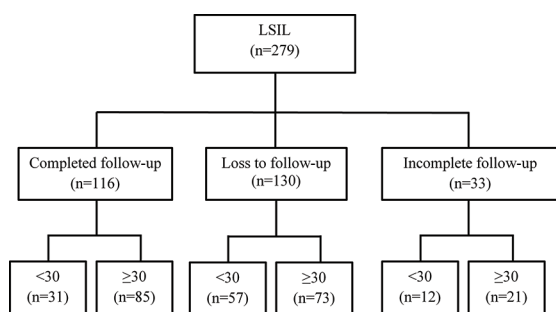 LSIL
(n=279)
Completed follow-up
(n=116)
Loss to follow-up
(n=130)
Incomplete follow-up
(n=33)
<30
(n=31)
≥30
(n=85)
<30
(n=57)
≥30
(n=73)
<30
(n=12)
≥30
(n=21)